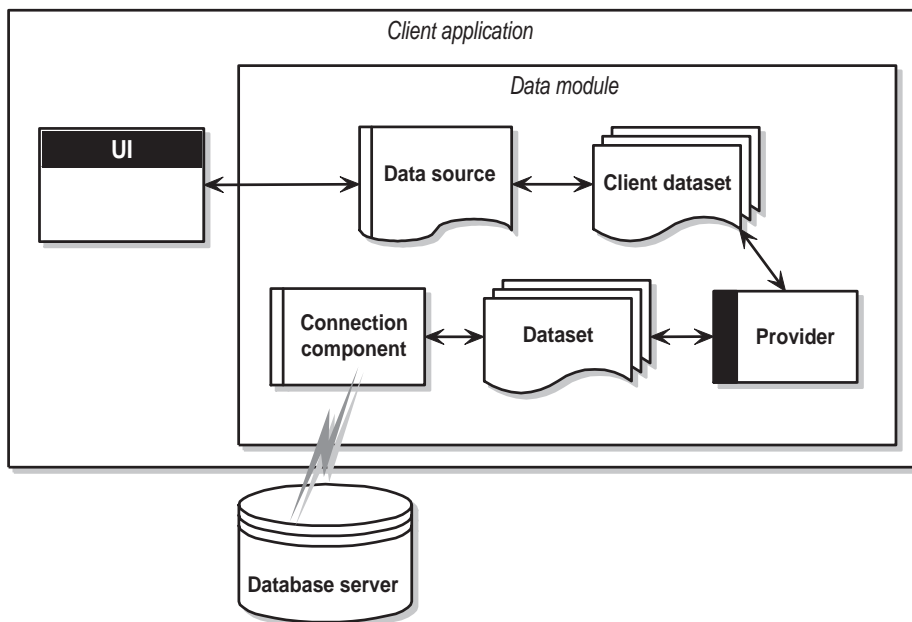 Client application
Data module
UI
Data source
Client dataset
Connection
component
Dataset
Provider
Database server